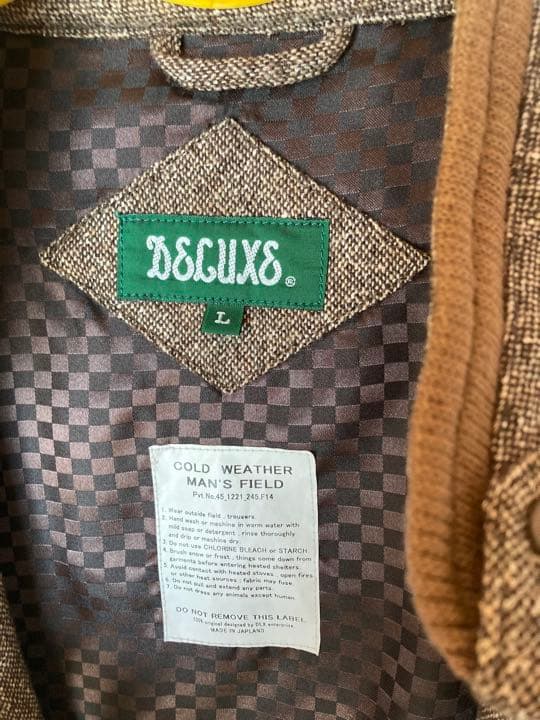 DELUXE®
L
COLD WEATHER
MAN'S FIELD
Pvt.No.45_1221_245.F14
1. Wear outside field , trousers.
2. Hand wash or machine in warm water with
mild soap or detergent , rinse thoroughly
and drip or machine dry.
3. Do not use CHLORINE BLEACH or STARCH
4. Brush snow or frost , things some down from
garments before entering heated shelters.
5. Avoid contact with heated stoves , open fires
or other heat sources ; fabric may fuse.
6. Do not pull and extend any parts.
7. Do not dress any animals except human.
DO NOT REMOVE THIS LABEL
100% original designed by DLX enterprise
MADE IN JAPLAND